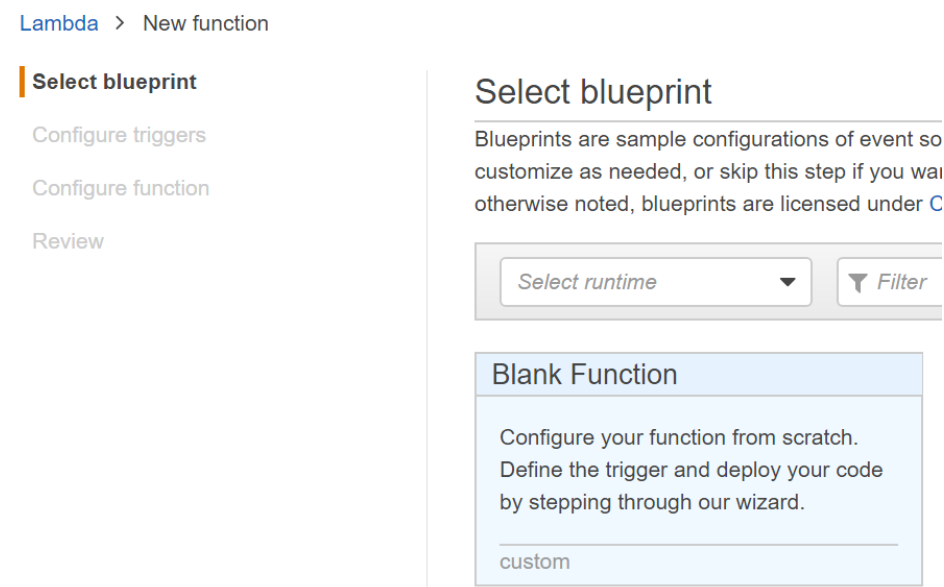 Lambda > New function
Select blueprint
Configure triggers
Configure function
Review
Select blueprint
Blueprints are sample configurations of event so
customize as needed, or skip this step if you wa
otherwise noted, blueprints are licensed under C
Select runtime
Filter
Blank Function
Configure your function from scratch.
Define the trigger and deploy your code
by stepping through our wizard.
custom